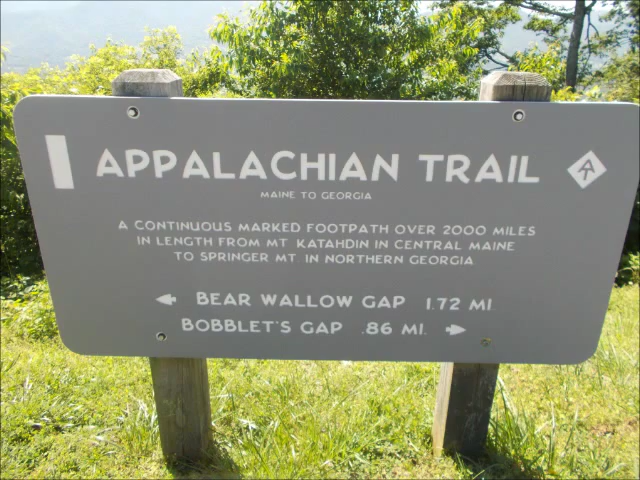 APPALACHIAN TRAIL
MAINE TO GEORGIA
A CONTINUOUS MARKED FOOTPATH OVER 2000 MILES
IN LENGTH FROM MT KATAHDIN IN CENTRAL MAINE
TO SPRINGER MT IN NORTHERN GEORGIA
BEAR WALLOW GAP 1.72 MI.
BOBBLET'S GAP .86 MI.